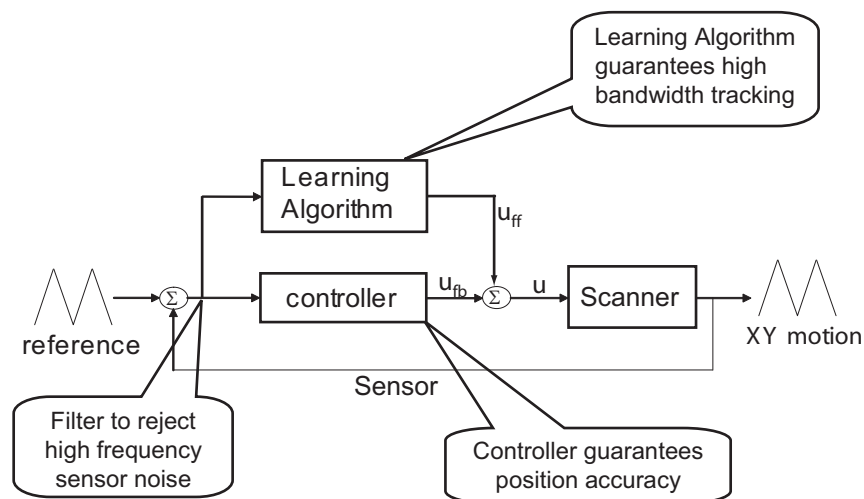 Learning Algorithm
guarantees high
bandwidth tracking
Learning
Algorithm
u_ff
Σ
controller
u_fb
Σ
u
Scanner
reference
XY motion
Sensor
Filter to reject
high frequency
sensor noise
Controller guarantees
position accuracy